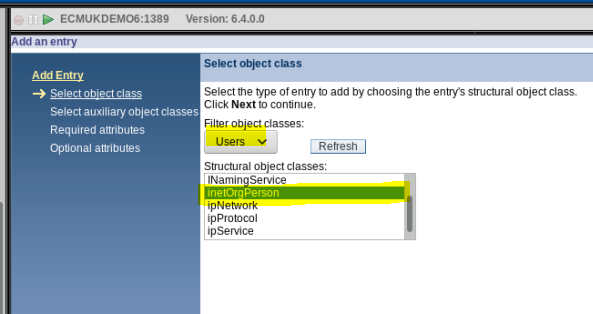 ECMUKDEMO6:1389 Version: 6.4.0.0
Add an entry
Add Entry
Select object class
Select auxiliary object classes
Required attributes
Optional attributes
Select object class
Select the type of entry to add by choosing the entry's structural object class.
Click Next to continue.
Filter object classes:
Users
Refresh
Structural object classes:
INamingService
inetOrgPerson
ipNetwork
ipProtocol
ipService